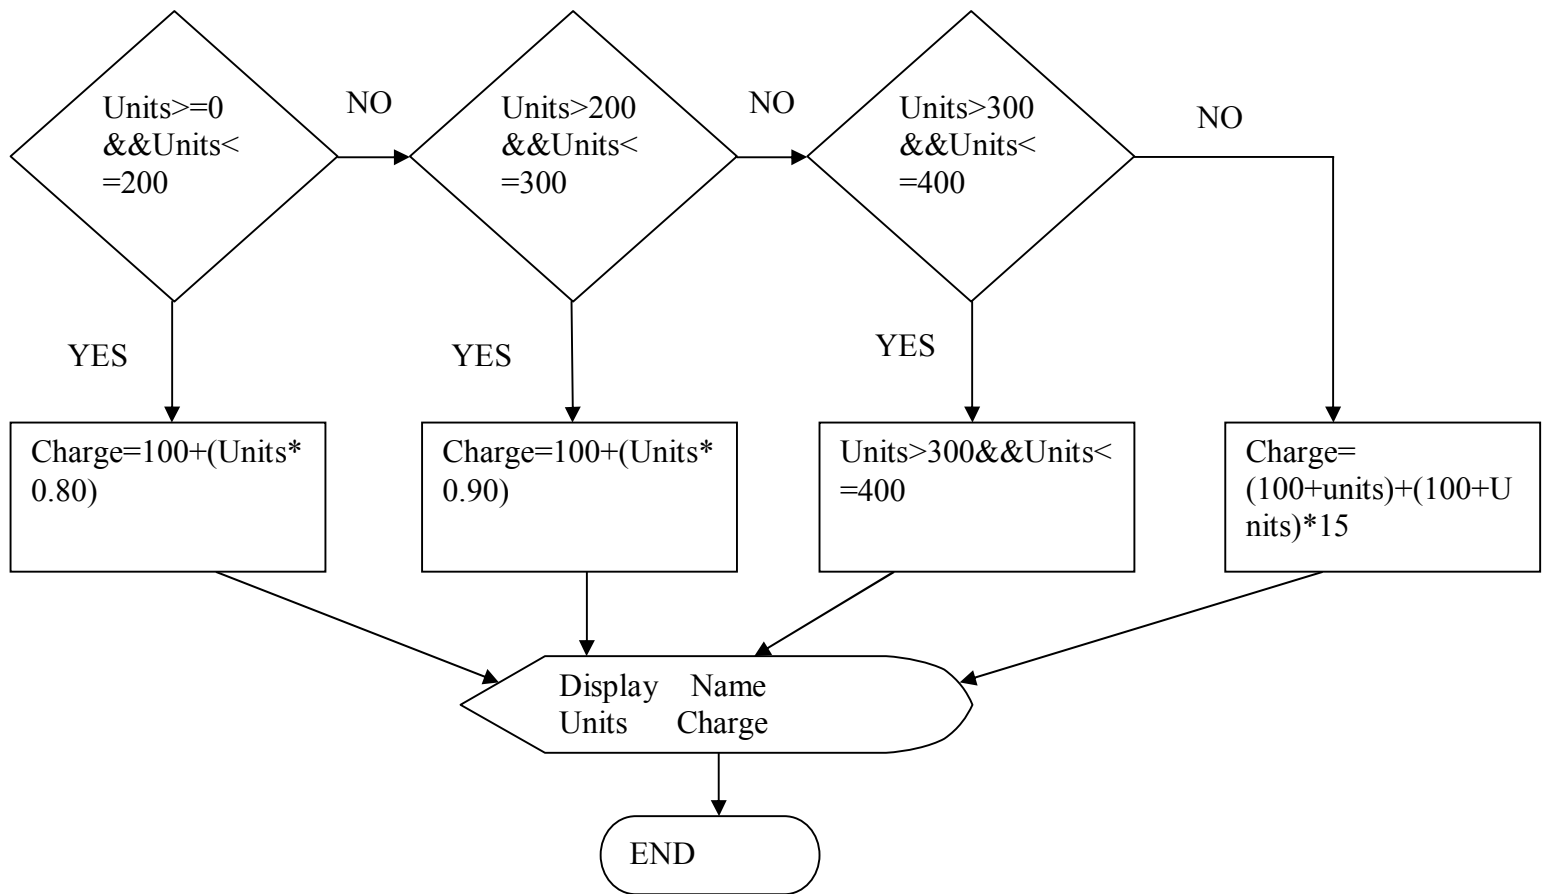 Units>=0
&&Units<
=200
NO
Units>200
&&Units<
=300
NO
Units>300
&&Units<
=400
NO
YES
YES
YES
Charge=100+(Units*
0.80)
Charge=100+(Units*
0.90)
Units>300&&Units<
=400
Charge=
(100+units)+(100+U
nits)*15
Display Name
Units Charge
END